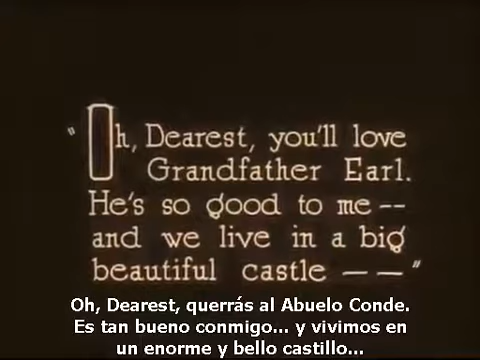 "Oh, Dearest, you'll love
Grandfather Earl.
He's so good to me --
and we live in a big
beautiful castle — — "
Oh, Dearest, querrás al Abuelo Conde.
Es tan bueno conmigo... y vivimos en
un enorme y bello castillo...